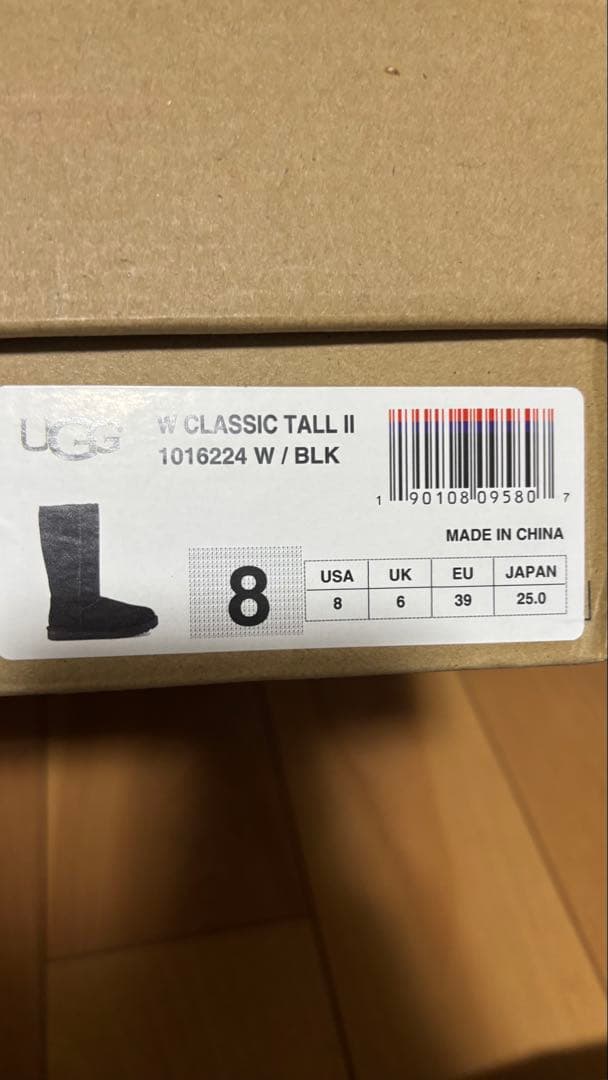 UGG
W CLASSIC TALL II
1016224 W / BLK
1 90108 09580 7
MADE IN CHINA
8
USA UK EU JAPAN
8 6 39 25.0